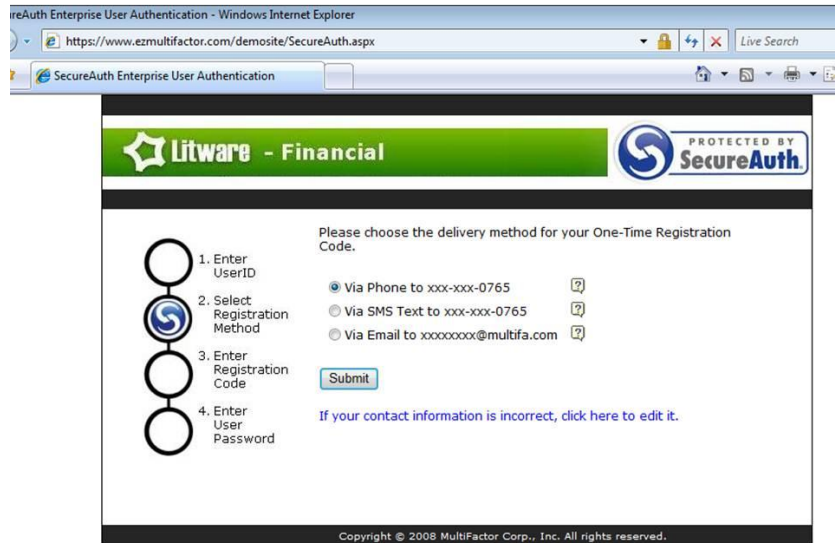 reAuth Enterprise User Authentication - Windows Internet Explorer
https://www.ezmultifactor.com/demosite/SecureAuth.aspx
Live Search
SecureAuth Enterprise User Authentication
Litware - Financial
PROTECTED BY
SecureAuth.
Please choose the delivery method for your One-Time Registration
Code.
1. Enter
UserID
2. Select
Registration
Method
3. Enter
Registration
Code
4. Enter
User
Password
Via Phone to xxx-xxx-0765
Via SMS Text to xxx-xxx-0765
Via Email to xxxxxxxx@multifa.com
Submit
If your contact information is incorrect, click here to edit it.
Copyright © 2008 MultiFactor Corp., Inc. All rights reserved.